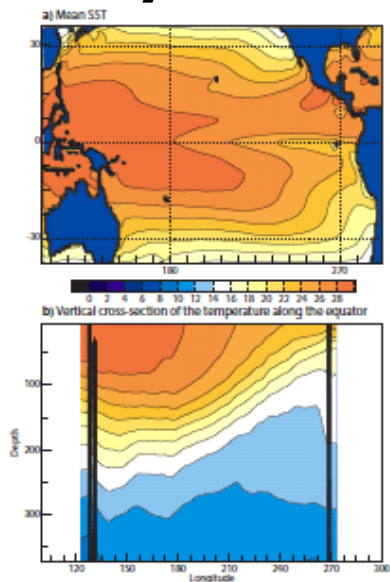 a) Mean SST
30
0
-30
180 270
0 2 4 6 8 10 12 14 16 18 20 22 24 26 28
b) Vertical cross-section of the temperature along the equator
100
200
300
Depth
120 150 180 210 240 270 300
Longitude